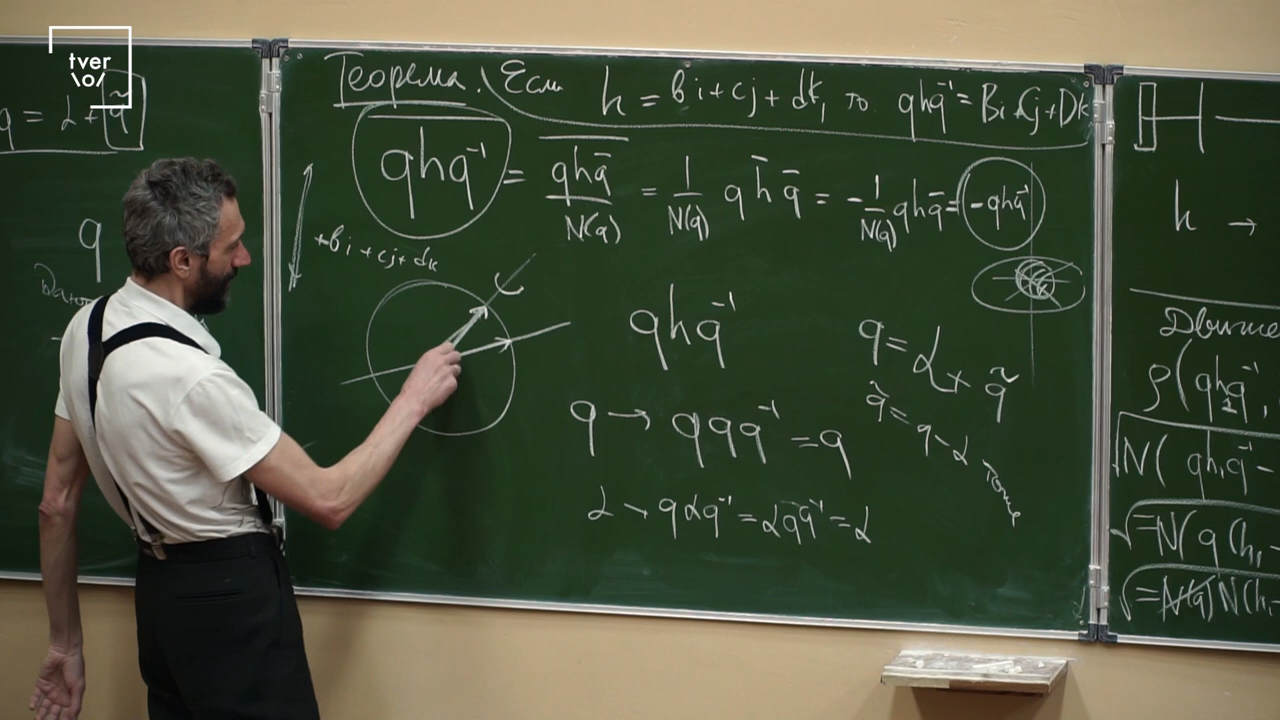 tver
\o/
q = α + q̃
q
Теорема. Если h = bi + cj + dk, то qhq⁻¹ = Bi + Cj + Dk
qhq⁻¹ = qhq̄ / N(q) = 1/N(q) q h̄ q̄ = - 1/N(q) qhq̄ = -qhq⁻¹
+bi + cj + dk
qhq⁻¹
q = α + q̃
q̃ = q - α тоже
q → qqq⁻¹ = q
α → qαq⁻¹ = αqq⁻¹ = α
H
h →
Движе
ρ(qh₁q⁻¹,
N(qh₁q⁻¹ -
√=N(q(h₁ -
√=N(q)N(h₁ -